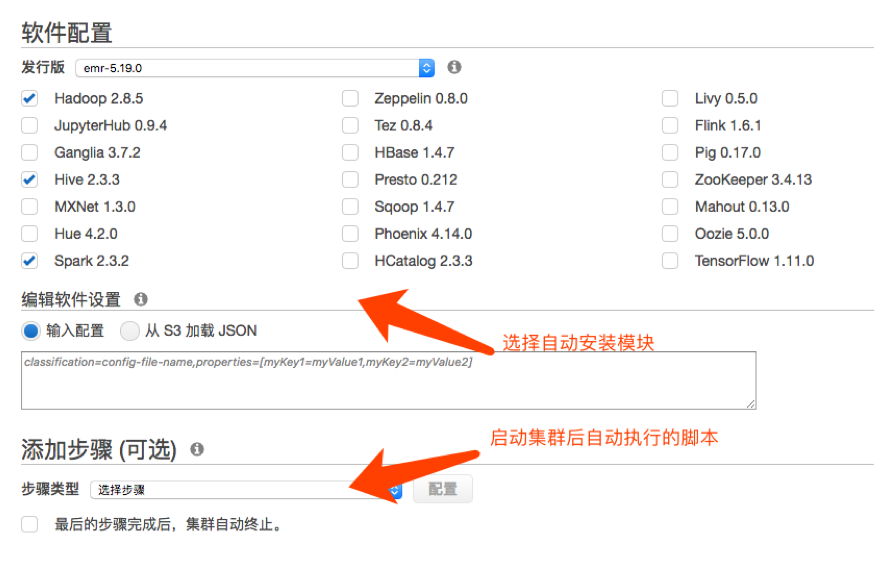 软件配置
发行版 emr-5.19.0
Hadoop 2.8.5 Zeppelin 0.8.0 Livy 0.5.0
JupyterHub 0.9.4 Tez 0.8.4 Flink 1.6.1
Ganglia 3.7.2 HBase 1.4.7 Pig 0.17.0
Hive 2.3.3 Presto 0.212 ZooKeeper 3.4.13
MXNet 1.3.0 Sqoop 1.4.7 Mahout 0.13.0
Hue 4.2.0 Phoenix 4.14.0 Oozie 5.0.0
Spark 2.3.2 HCatalog 2.3.3 TensorFlow 1.11.0
编辑软件设置
输入配置 从 S3 加载 JSON
选择自动安装模块
classification=config-file-name,properties=[myKey1=myValue1,myKey2=myValue2]
启动集群后自动执行的脚本
添加步骤 (可选)
步骤类型 选择步骤 配置
最后的步骤完成后，集群自动终止。